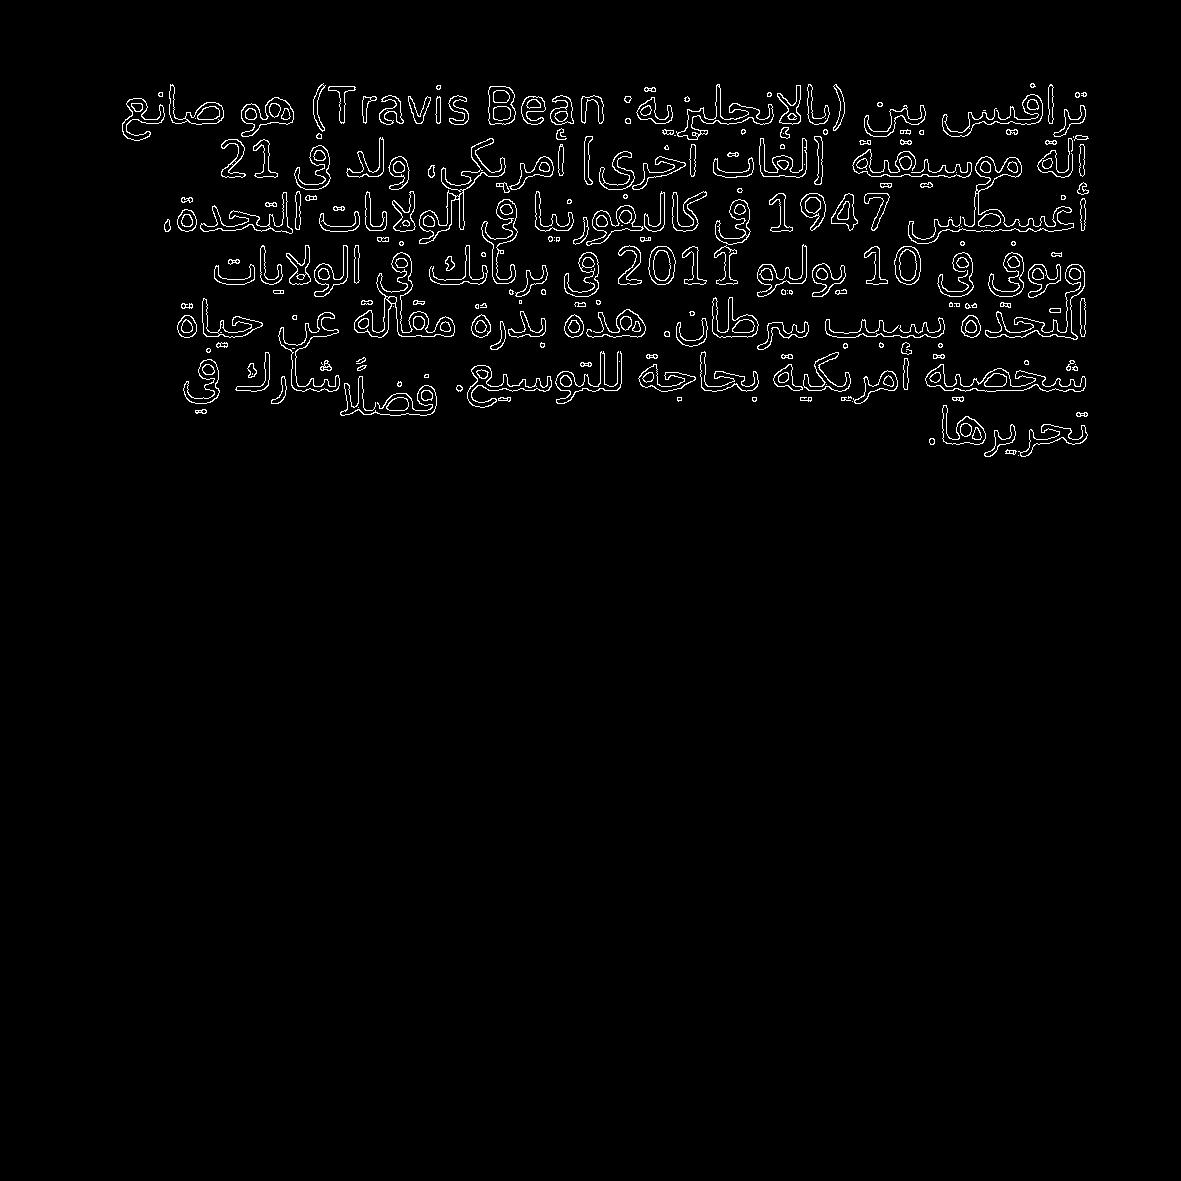 ترافيس بين (بالإنجليزية: Travis Bean) هو صانع
آلة موسيقية ‏ [لغات أخرى] أمريكي، ولد في 21
أغسطس 1947 في كاليفورنيا في الولايات المتحدة،
وتوفي في 10 يوليو 2011 في بربانك في الولايات
المتحدة بسبب سرطان. هذه بذرة مقالة عن حياة
شخصية أمريكية بحاجة للتوسيع. فضلًا شارك في
تحريرها.